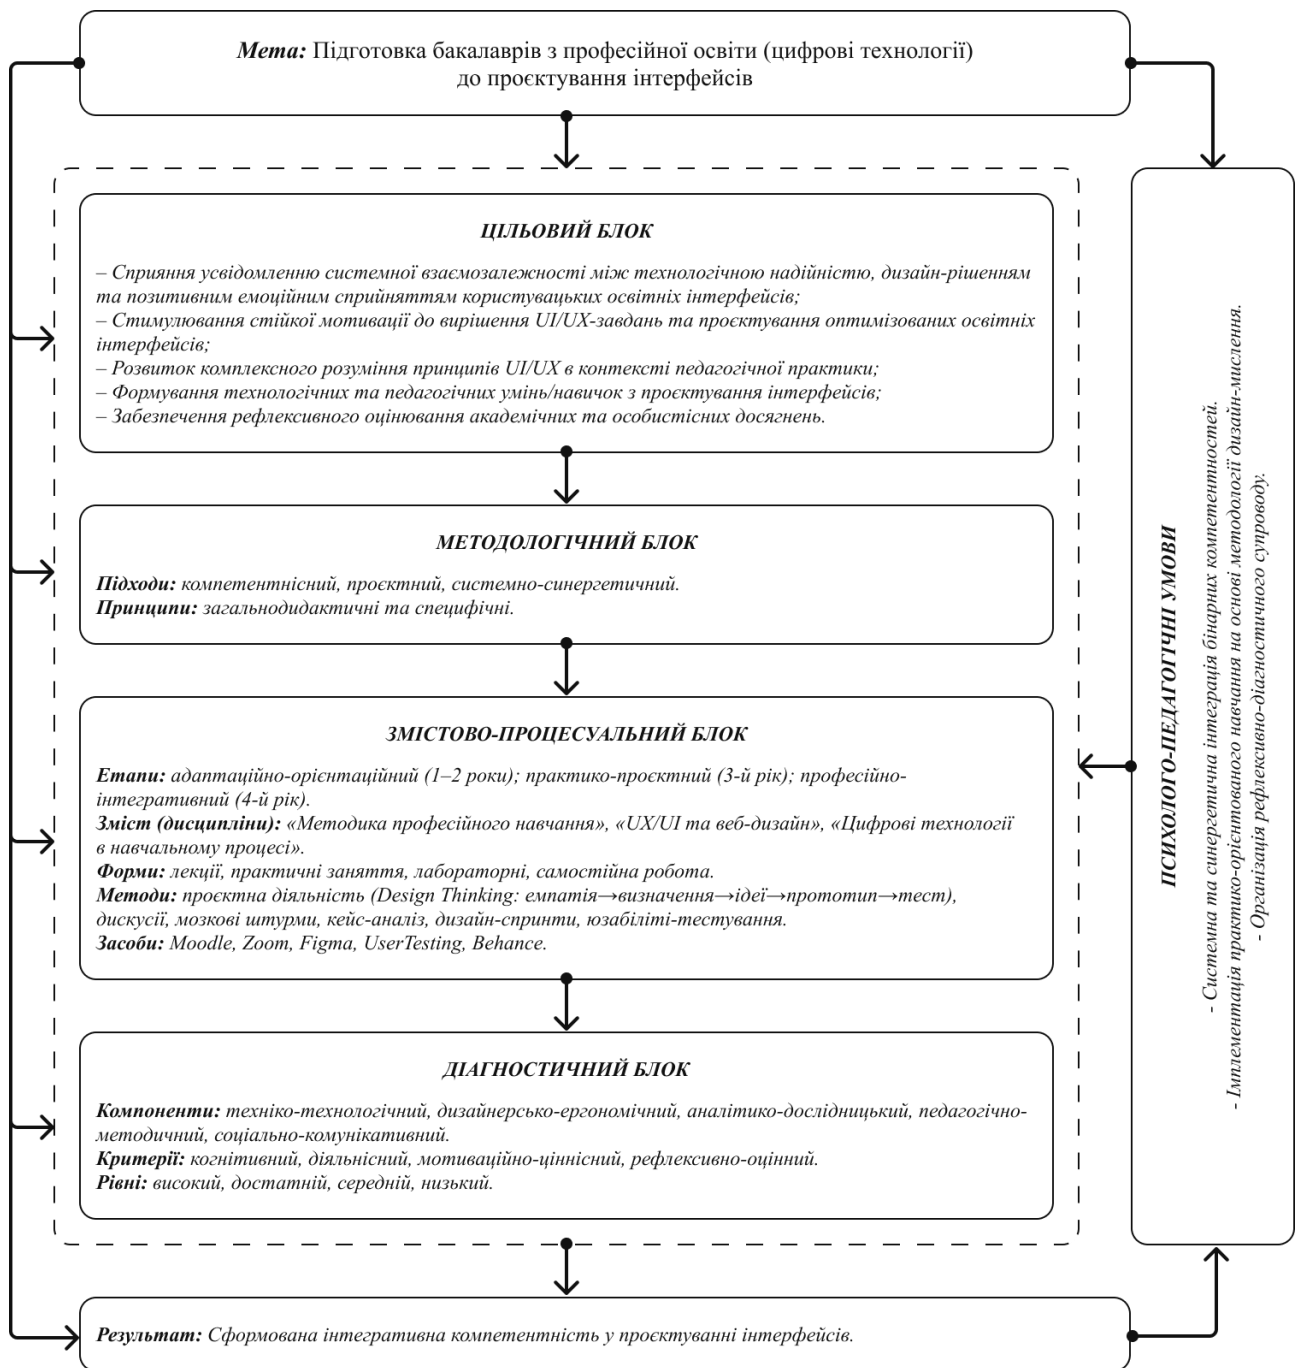 Мета: Підготовка бакалаврів з професійної освіти (цифрові технології)
до проєктування інтерфейсів
ЦІЛЬОВИЙ БЛОК
– Сприяння усвідомленню системної взаємозалежності між технологічною надійністю, дизайн-рішенням
та позитивним емоційним сприйняттям користувацьких освітніх інтерфейсів;
– Стимулювання стійкої мотивації до вирішення UI/UX-завдань та проєктування оптимізованих освітніх
інтерфейсів;
– Розвиток комплексного розуміння принципів UI/UX в контексті педагогічної практики;
– Формування технологічних та педагогічних умінь/навичок з проєктування інтерфейсів;
– Забезпечення рефлексивного оцінювання академічних та особистісних досягнень.
МЕТОДОЛОГІЧНИЙ БЛОК
Підходи: компетентнісний, проєктний, системно-синергетичний.
Принципи: загальнодидактичні та специфічні.
ЗМІСТОВО-ПРОЦЕСУАЛЬНИЙ БЛОК
Етапи: адаптаційно-орієнтаційний (1–2 роки); практико-проєктний (3-й рік); професійно-
інтегративний (4-й рік).
Зміст (дисципліни): «Методика професійного навчання», «UX/UI та веб-дизайн», «Цифрові технології
в навчальному процесі».
Форми: лекції, практичні заняття, лабораторні, самостійна робота.
Методи: проєктна діяльність (Design Thinking: емпатія→визначення→ідеї→прототип→тест),
дискусії, мозкові штурми, кейс-аналіз, дизайн-спринти, юзабіліті-тестування.
Засоби: Moodle, Zoom, Figma, UserTesting, Behance.
ДІАГНОСТИЧНИЙ БЛОК
Компоненти: техніко-технологічний, дизайнерсько-ергономічний, аналітико-дослідницький, педагогічно-
методичний, соціально-комунікативний.
Критерії: когнітивний, діяльнісний, мотиваційно-ціннісний, рефлексивно-оцінний.
Рівні: високий, достатній, середній, низький.
Результат: Сформована інтегративна компетентність у проєктуванні інтерфейсів.
ПСИХОЛОГО-ПЕДАГОГІЧНІ УМОВИ
- Системна та синергетична інтеграція бінарних компетентностей.
- Імплементація практико-орієнтованого навчання на основі методології дизайн-мислення.
- Організація рефлексивно-діагностичного супроводу.